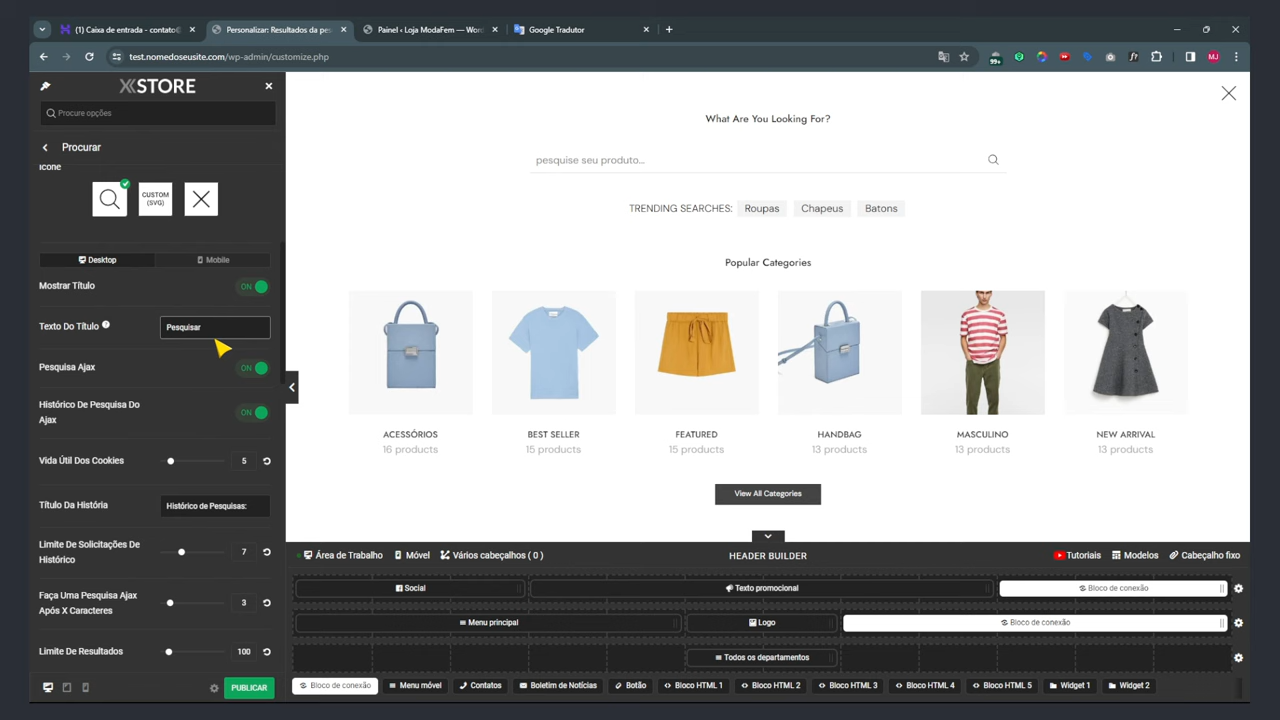 (1) Caixa de entrada - contato@
Personalizar: Resultados da pes
Painel ‹ Loja ModaFem — Wor
Google Tradutor
test.nomedoseusite.com/wp-admin/customize.php
99+
f?
MJ
XSTORE
Procure opções
Procurar
Ícone
CUSTOM
(SVG)
Desktop
Mobile
Mostrar Título
ON
Texto Do Título
Pesquisar
Pesquisa Ajax
ON
Histórico De Pesquisa Do
Ajax
ON
Vida Útil Dos Cookies
5
Título Da História
Histórico de Pesquisas:
Limite De Solicitações De
Histórico
7
Faça Uma Pesquisa Ajax
Após X Caracteres
3
Limite De Resultados
100
PUBLICAR
What Are You Looking For?
pesquise seu produto...
TRENDING SEARCHES: Roupas Chapeus Batons
Popular Categories
ACESSÓRIOS
16 products
BEST SELLER
15 products
FEATURED
15 products
HANDBAG
13 products
MASCULINO
13 products
NEW ARRIVAL
13 products
View All Categories
Área de Trabalho
Móvel
Vários cabeçalhos ( 0 )
HEADER BUILDER
Tutoriais
Modelos
Cabeçalho fixo
Social
Texto promocional
Bloco de conexão
Menu principal
Logo
Bloco de conexão
Todos os departamentos
Bloco de conexão
Menu móvel
Contatos
Boletim de Notícias
Botão
Bloco HTML 1
Bloco HTML 2
Bloco HTML 3
Bloco HTML 4
Bloco HTML 5
Widget 1
Widget 2